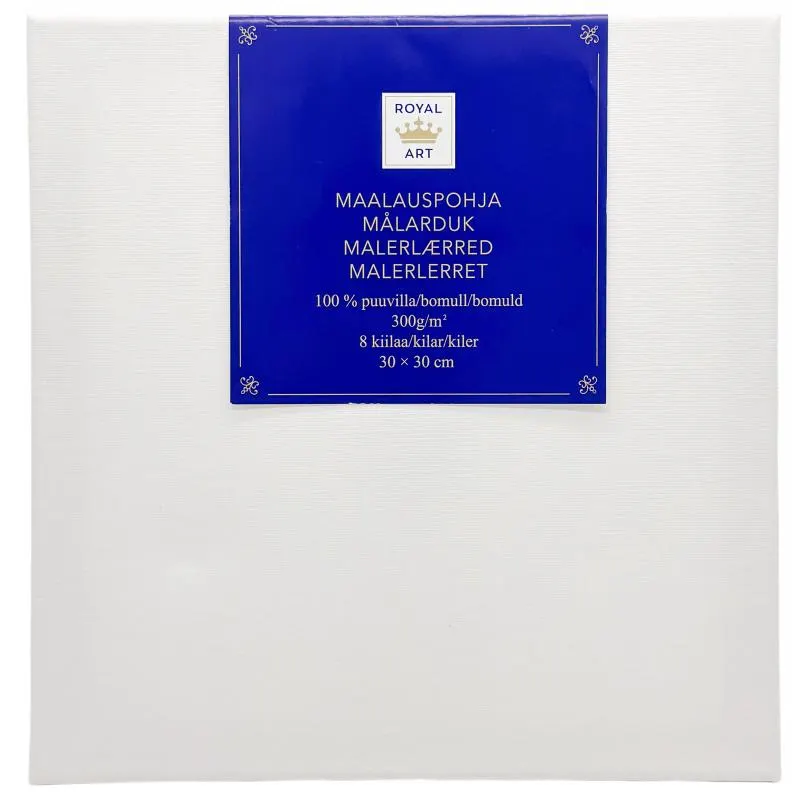 ROYAL
ART
MAALAUSPOHJA
MÅLARDUK
MALERLÆRRED
MALERLERRET
100 % puuvilla/bomull/bomuld
300g/m²
8 kiilaa/kilar/kiler
30 × 30 cm